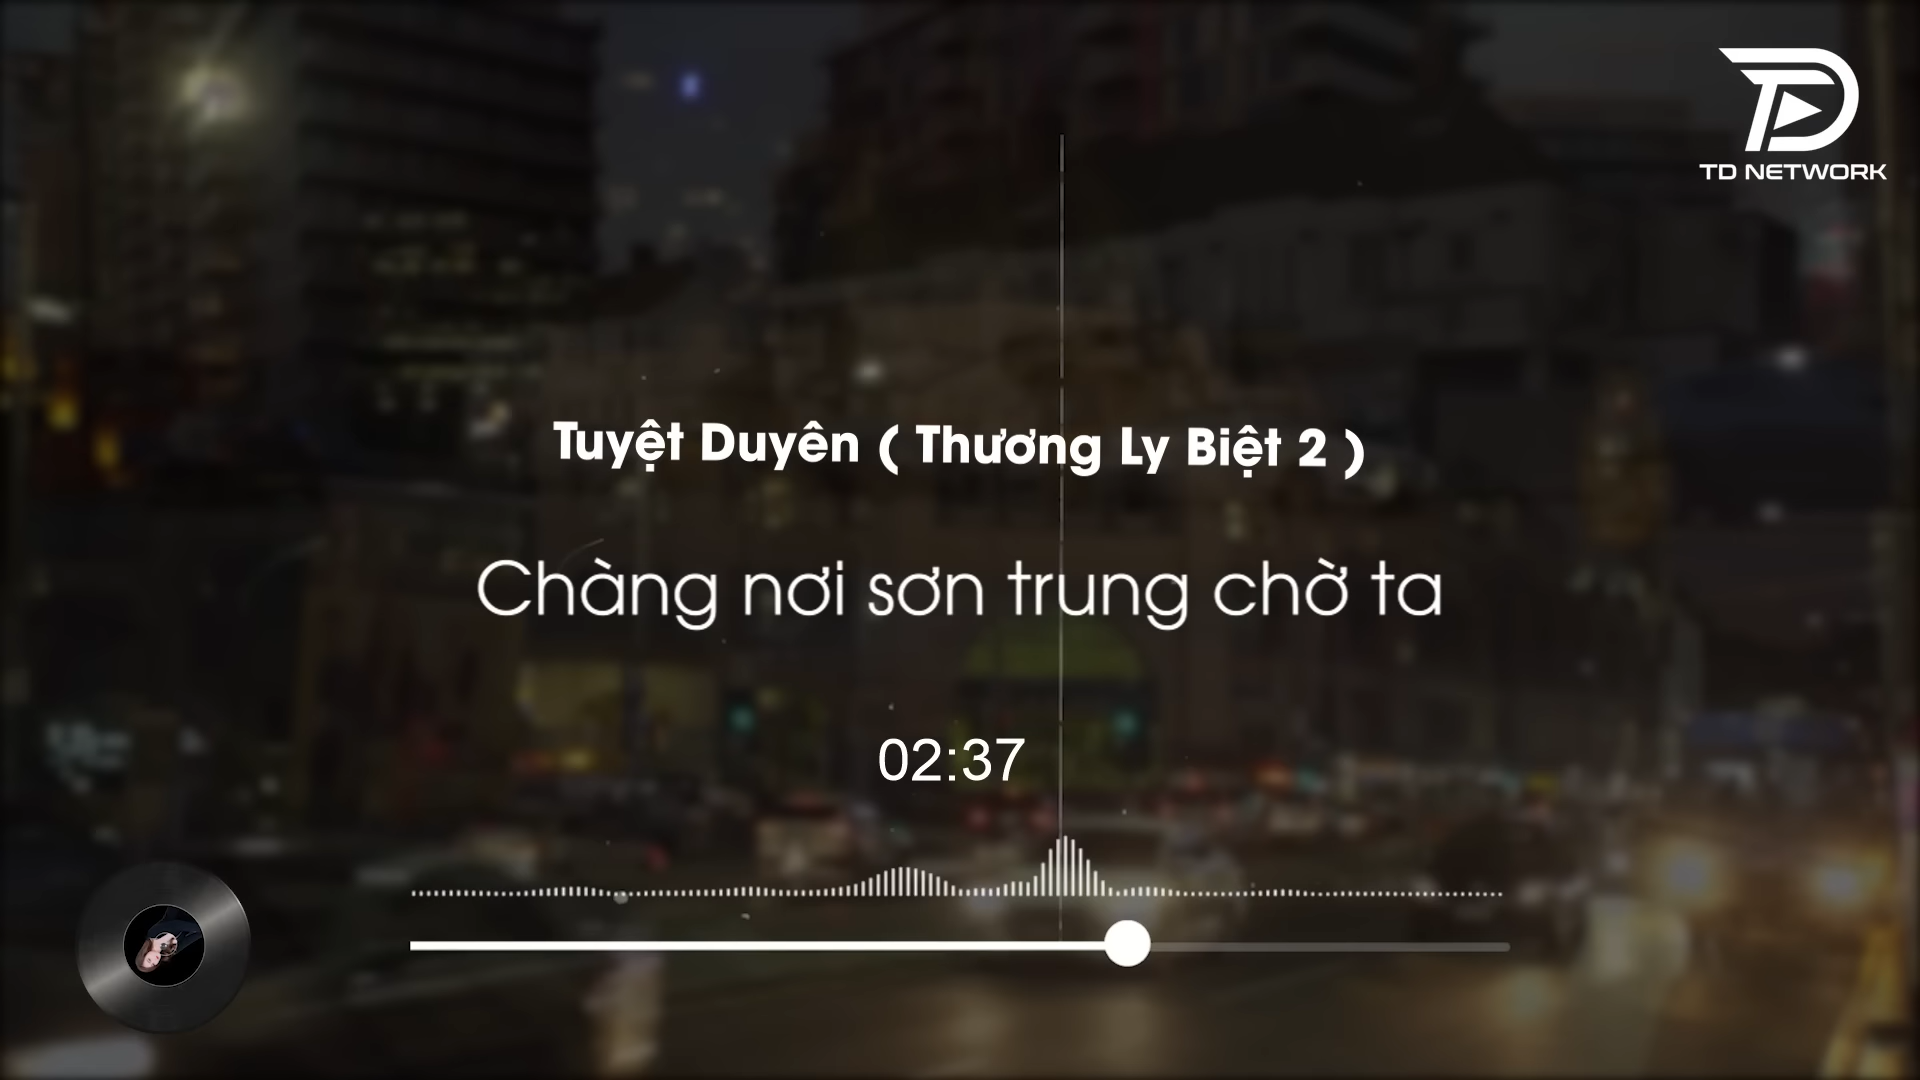 TD NETWORK
Tuyệt Duyên ( Thương Ly Biệt 2 )
Chàng nơi sơn trung chờ ta
02:37